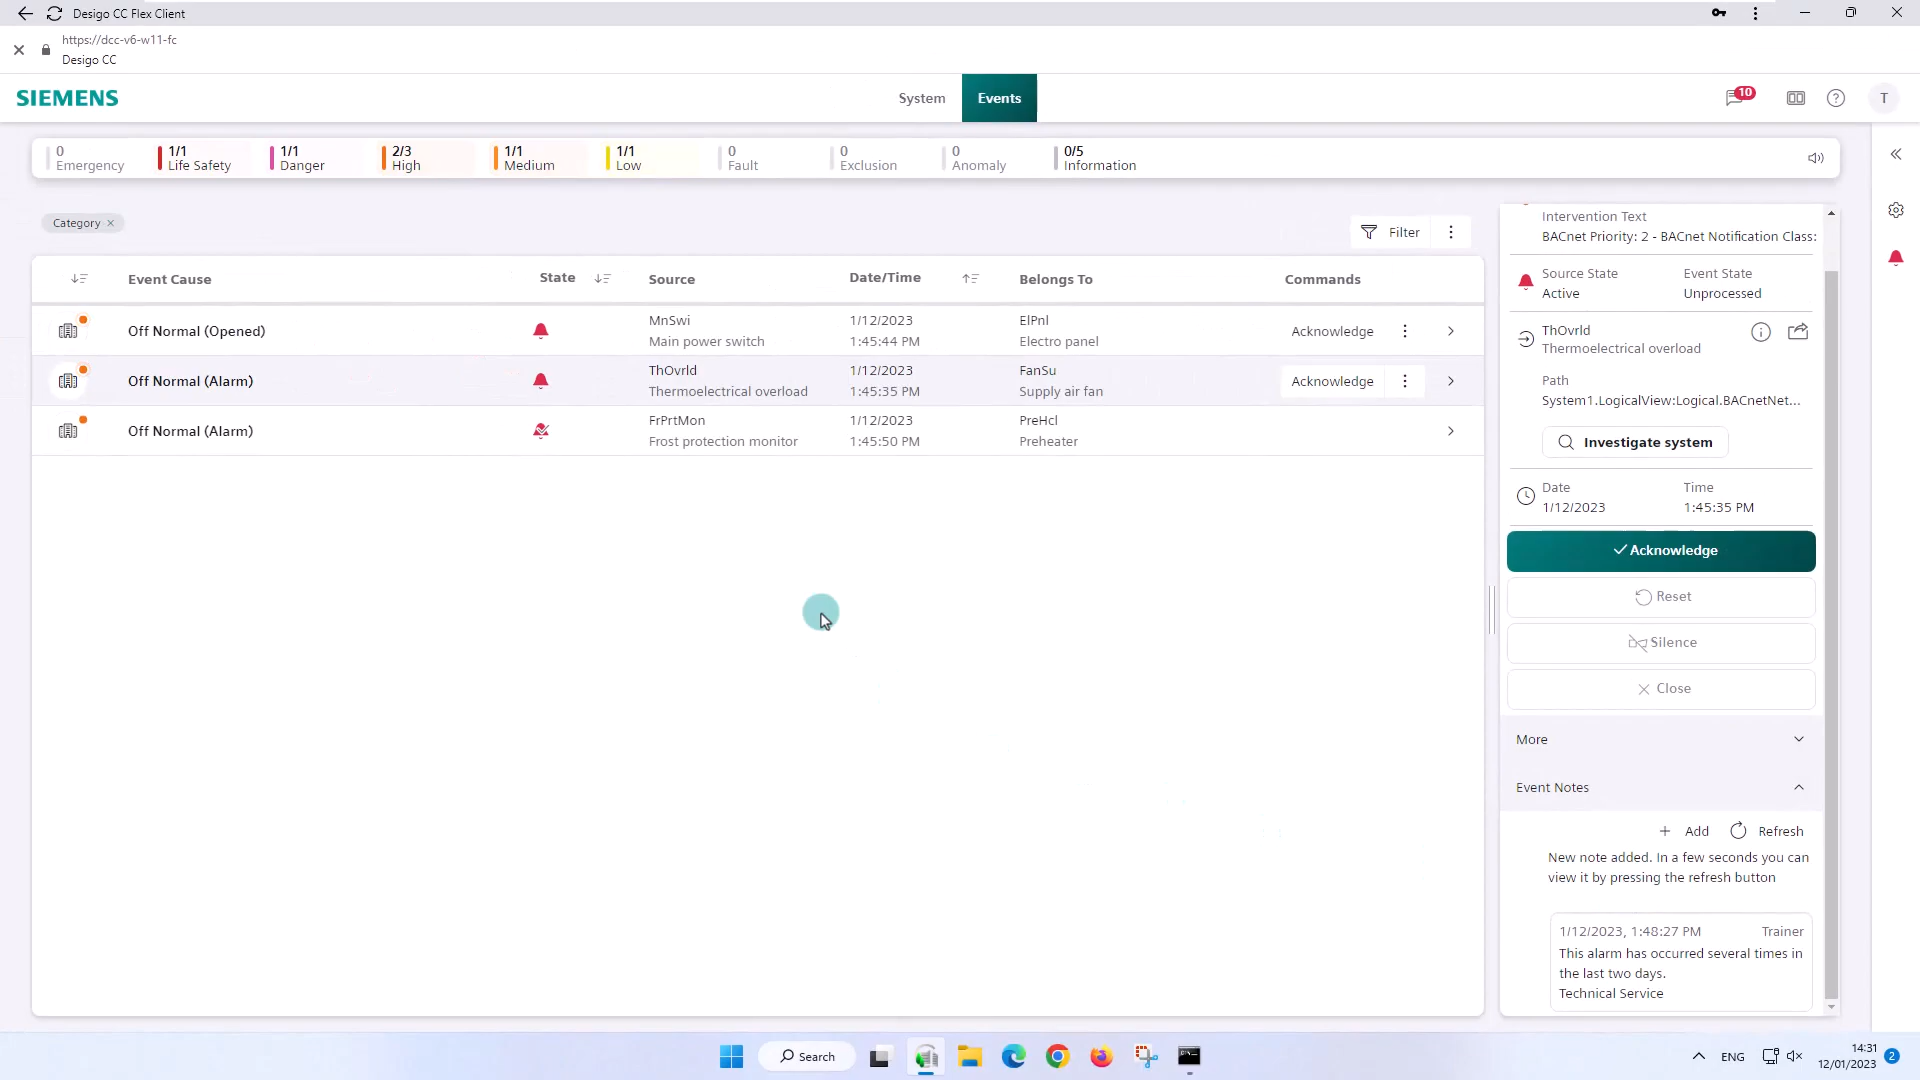 Desigo CC Flex Client
https://dcc-v6-w11-fc
Desigo CC
SIEMENS
System
Events
10
T
0
Emergency
1/1
Life Safety
1/1
Danger
2/3
High
1/1
Medium
1/1
Low
0
Fault
0
Exclusion
0
Anomaly
0/5
Information
Category
Filter
Event Cause State Source Date/Time Belongs To Commands
Off Normal (Opened)
MnSwi
Main power switch
1/12/2023
1:45:44 PM
ElPnl
Electro panel
Acknowledge
Off Normal (Alarm)
ThOvrld
Thermoelectrical overload
1/12/2023
1:45:35 PM
FanSu
Supply air fan
Acknowledge
Off Normal (Alarm)
FrPrtMon
Frost protection monitor
1/12/2023
1:45:50 PM
PreHcl
Preheater
Intervention Text
BACnet Priority: 2 - BACnet Notification Class:
Source State
Active
Event State
Unprocessed
ThOvrld
Thermoelectrical overload
Path
System1.LogicalView:Logical.BACnetNet...
Investigate system
Date
1/12/2023
Time
1:45:35 PM
Acknowledge
Reset
Silence
Close
More
Event Notes
Add
Refresh
New note added. In a few seconds you can
view it by pressing the refresh button
1/12/2023, 1:48:27 PM Trainer
This alarm has occurred several times in
the last two days.
Technical Service
Search
ENG
14:31
12/01/2023
2